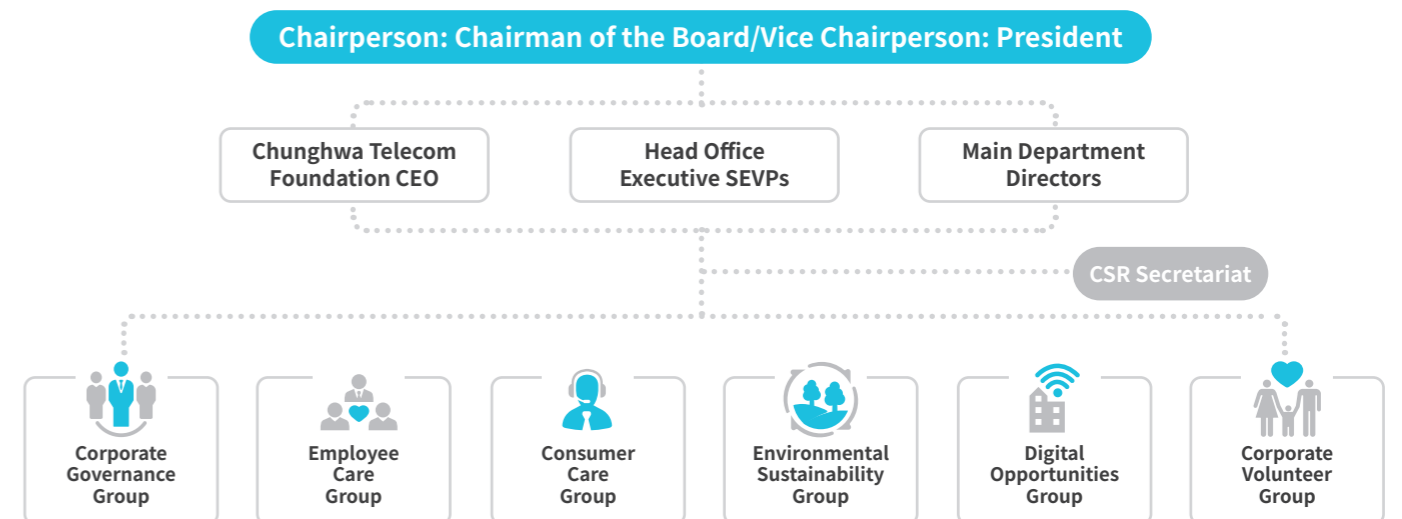 Chairperson: Chairman of the Board/Vice Chairperson: President
Chunghwa Telecom
Foundation CEO
Head Office
Executive SEVPs
Main Department
Directors
CSR Secretariat
Corporate
Governance
Group
Employee
Care
Group
Consumer
Care
Group
Environmental
Sustainability
Group
Digital
Opportunities
Group
Corporate
Volunteer
Group